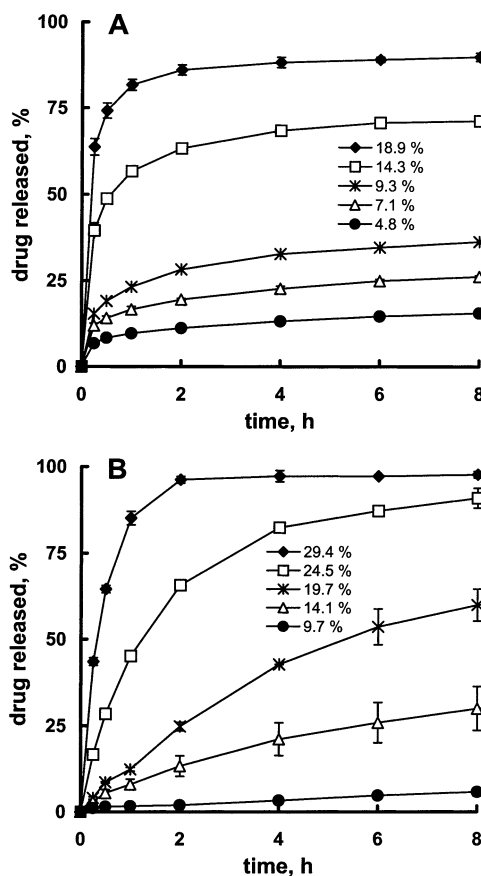 A
100
75
50
25
0
drug released, %
18.9 %
14.3 %
9.3 %
7.1 %
4.8 %
0 2 4 6 8
time, h
B
100
75
50
25
0
drug released, %
29.4 %
24.5 %
19.7 %
14.1 %
9.7 %
0 2 4 6 8
time, h